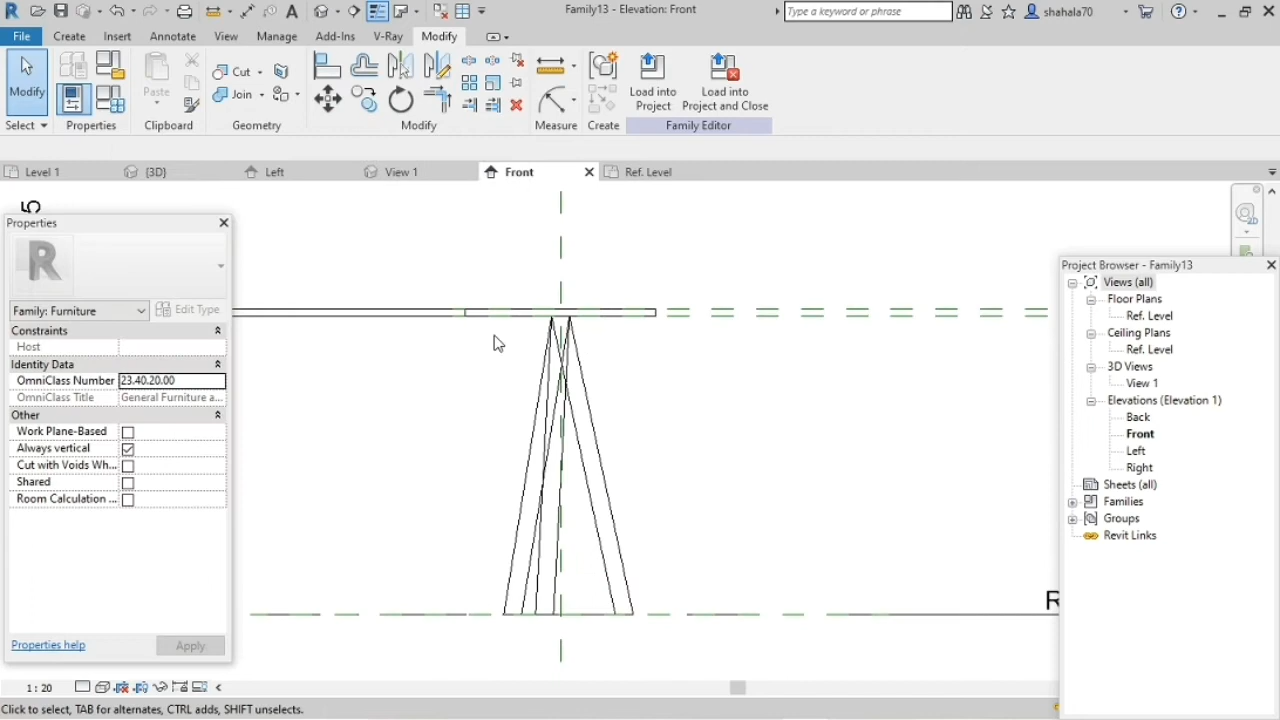 Family13 - Elevation: Front
Type a keyword or phrase
shahala70
File
Create
Insert
Annotate
View
Manage
Add-Ins
V-Ray
Modify
Modify
Paste
Cut
Join
Load into
Project
Load into
Project and Close
Select
Properties
Clipboard
Geometry
Modify
Measure
Create
Family Editor
Level 1
{3D}
Left
View 1
Front
Ref. Level
Properties
R
Family: Furniture
Edit Type
Constraints
Host
Identity Data
OmniClass Number
23.40.20.00
OmniClass Title
General Furniture a...
Other
Work Plane-Based
Always vertical
Cut with Voids Wh...
Shared
Room Calculation ...
Properties help
Apply
Project Browser - Family13
Views (all)
Floor Plans
Ref. Level
Ceiling Plans
Ref. Level
3D Views
View 1
Elevations (Elevation 1)
Back
Front
Left
Right
Sheets (all)
Families
Groups
Revit Links
R
1 : 20
Click to select, TAB for alternates, CTRL adds, SHIFT unselects.